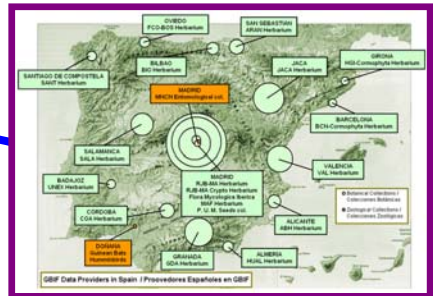 OVIEDO
FCO-BOS Herbarium
SAN SEBASTIAN
ARAN Herbarium
GIRONA
HGI-Cormophyta Herbarium
BILBAO
BIO Herbarium
JACA
JACA Herbarium
SANTIAGO DE COMPOSTELA
SANT Herbarium
MADRID
MNCN Entomological col.
BARCELONA
BCN-Cormophyta Herbarium
SALAMANCA
SALA Herbarium
VALENCIA
VAL Herbarium
MADRID
RJB-MA Herbarium
RJB-MA Crypto Herbarium
Flora Mycologica Iberica
MAF Herbarium
P. U. M. Seeds col.
BADAJOZ
UNEX Herbarium
Botanical Collections /
Colecciones Botánicas
Zoological Collections /
Colecciones Zoológicas
CORDOBA
COA Herbarium
ALICANTE
ABH Herbarium
DOÑANA
Guinean Bats
Hummingbirds
GRANADA
GDA Herbarium
ALMERÍA
HUAL Herbarium
GBIF Data Providers in Spain / Proovedores Españoles en GBIF